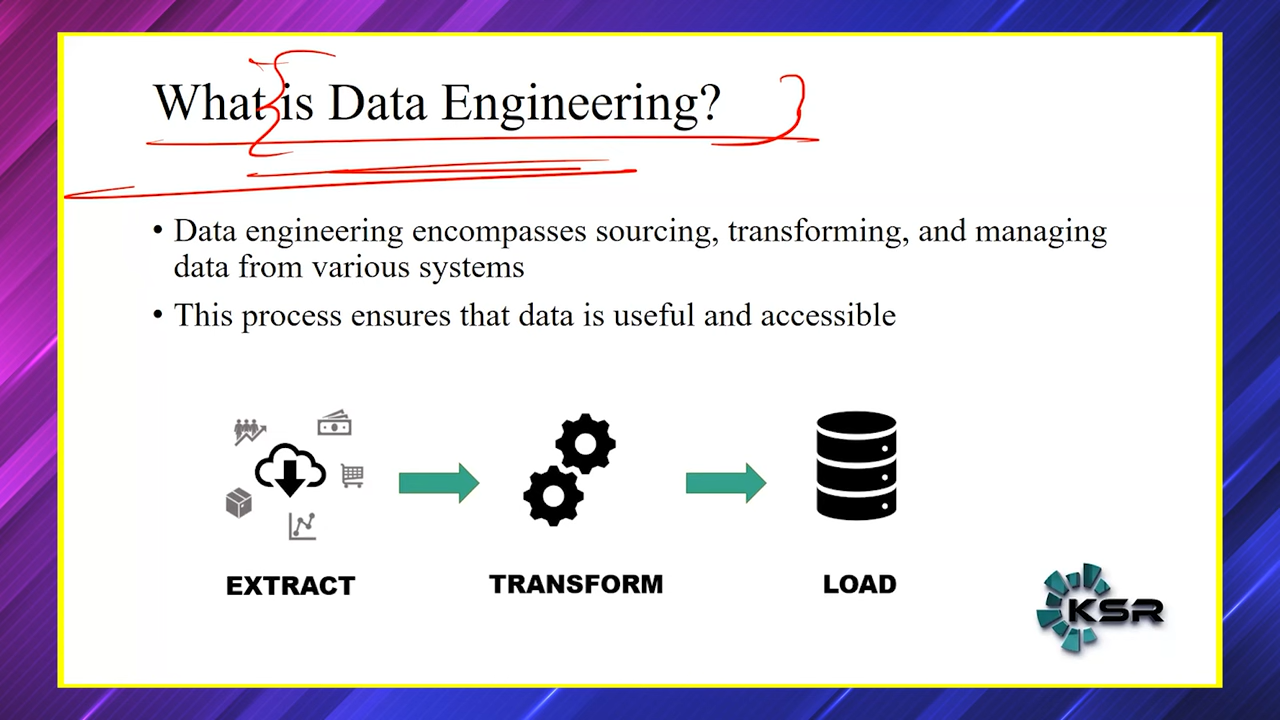 What is Data Engineering?
• Data engineering encompasses sourcing, transforming, and managing
data from various systems
• This process ensures that data is useful and accessible
EXTRACT
TRANSFORM
LOAD
KSR